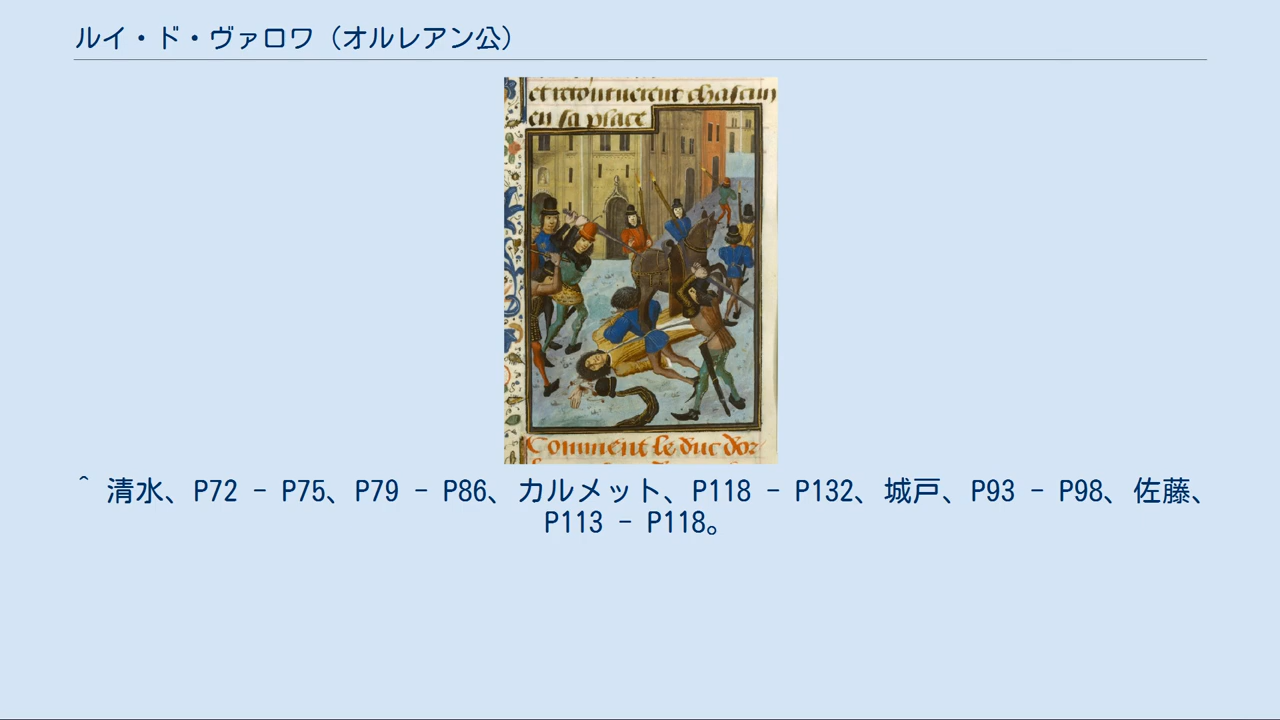 ルイ・ド・ヴァロワ（オルレアン公）
et retournerent chascun
en sa place
Comment le duc dor
^ 清水、P72 - P75、P79 - P86、カルメット、P118 - P132、城戸、P93 - P98、佐藤、
P113 - P118。